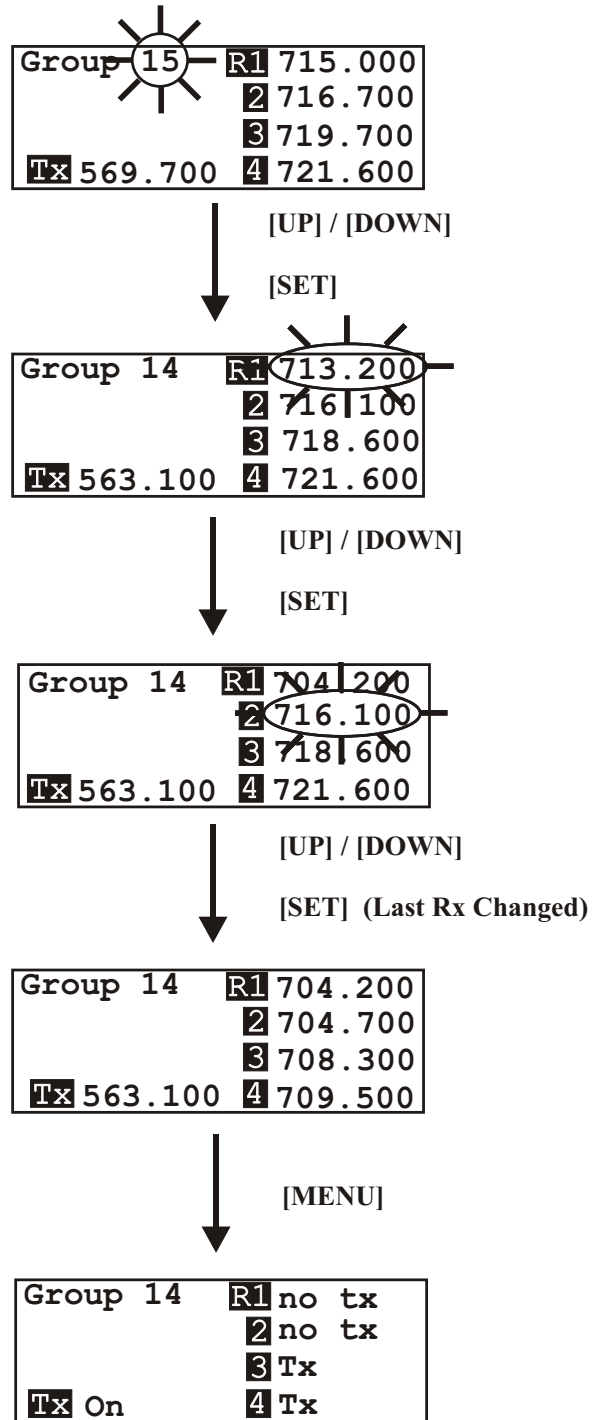 Group 15 R1 715.000
2 716.700
3 719.700
Tx 569.700 4 721.600
[UP] / [DOWN]
[SET]
Group 14 R1 713.200
2 716.100
3 718.600
Tx 563.100 4 721.600
[UP] / [DOWN]
[SET]
Group 14 R1 704.200
2 716.100
3 718.600
Tx 563.100 4 721.600
[UP] / [DOWN]
[SET] (Last Rx Changed)
Group 14 R1 704.200
2 704.700
3 708.300
Tx 563.100 4 709.500
[MENU]
Group 14 R1 no tx
2 no tx
3 Tx
Tx On 4 Tx